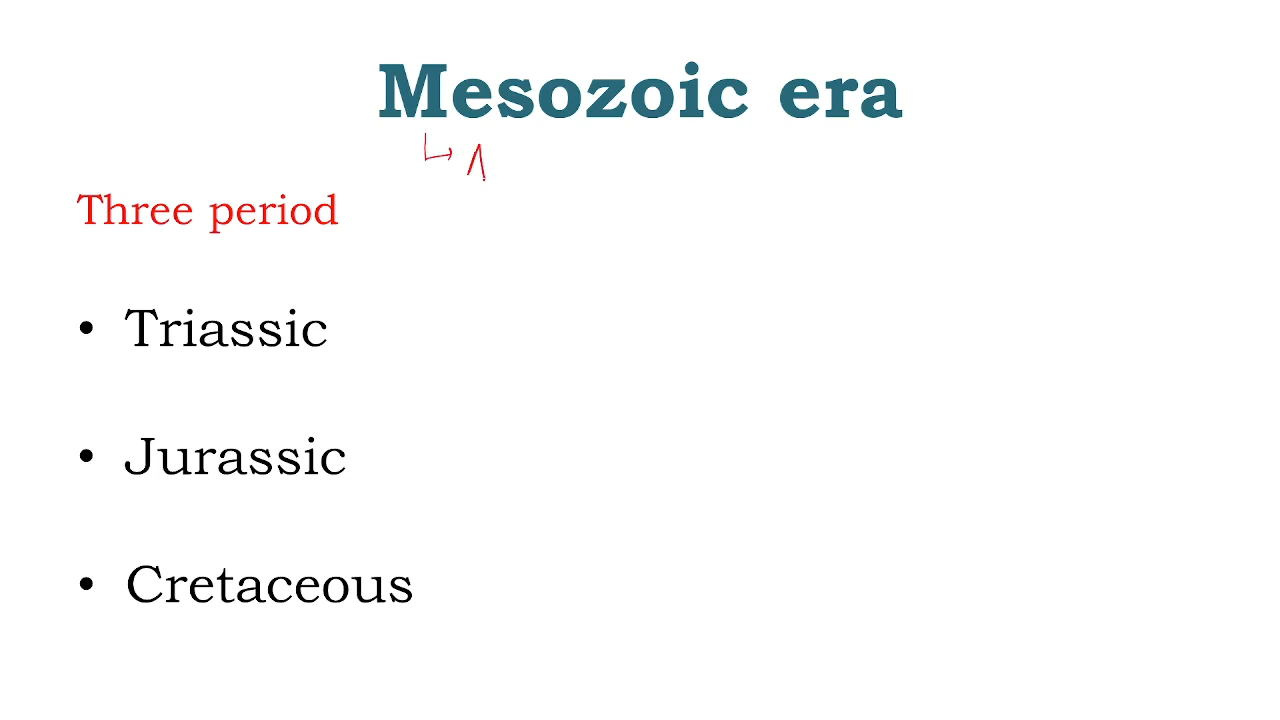 Mesozoic era
Three period
• Triassic
• Jurassic
• Cretaceous